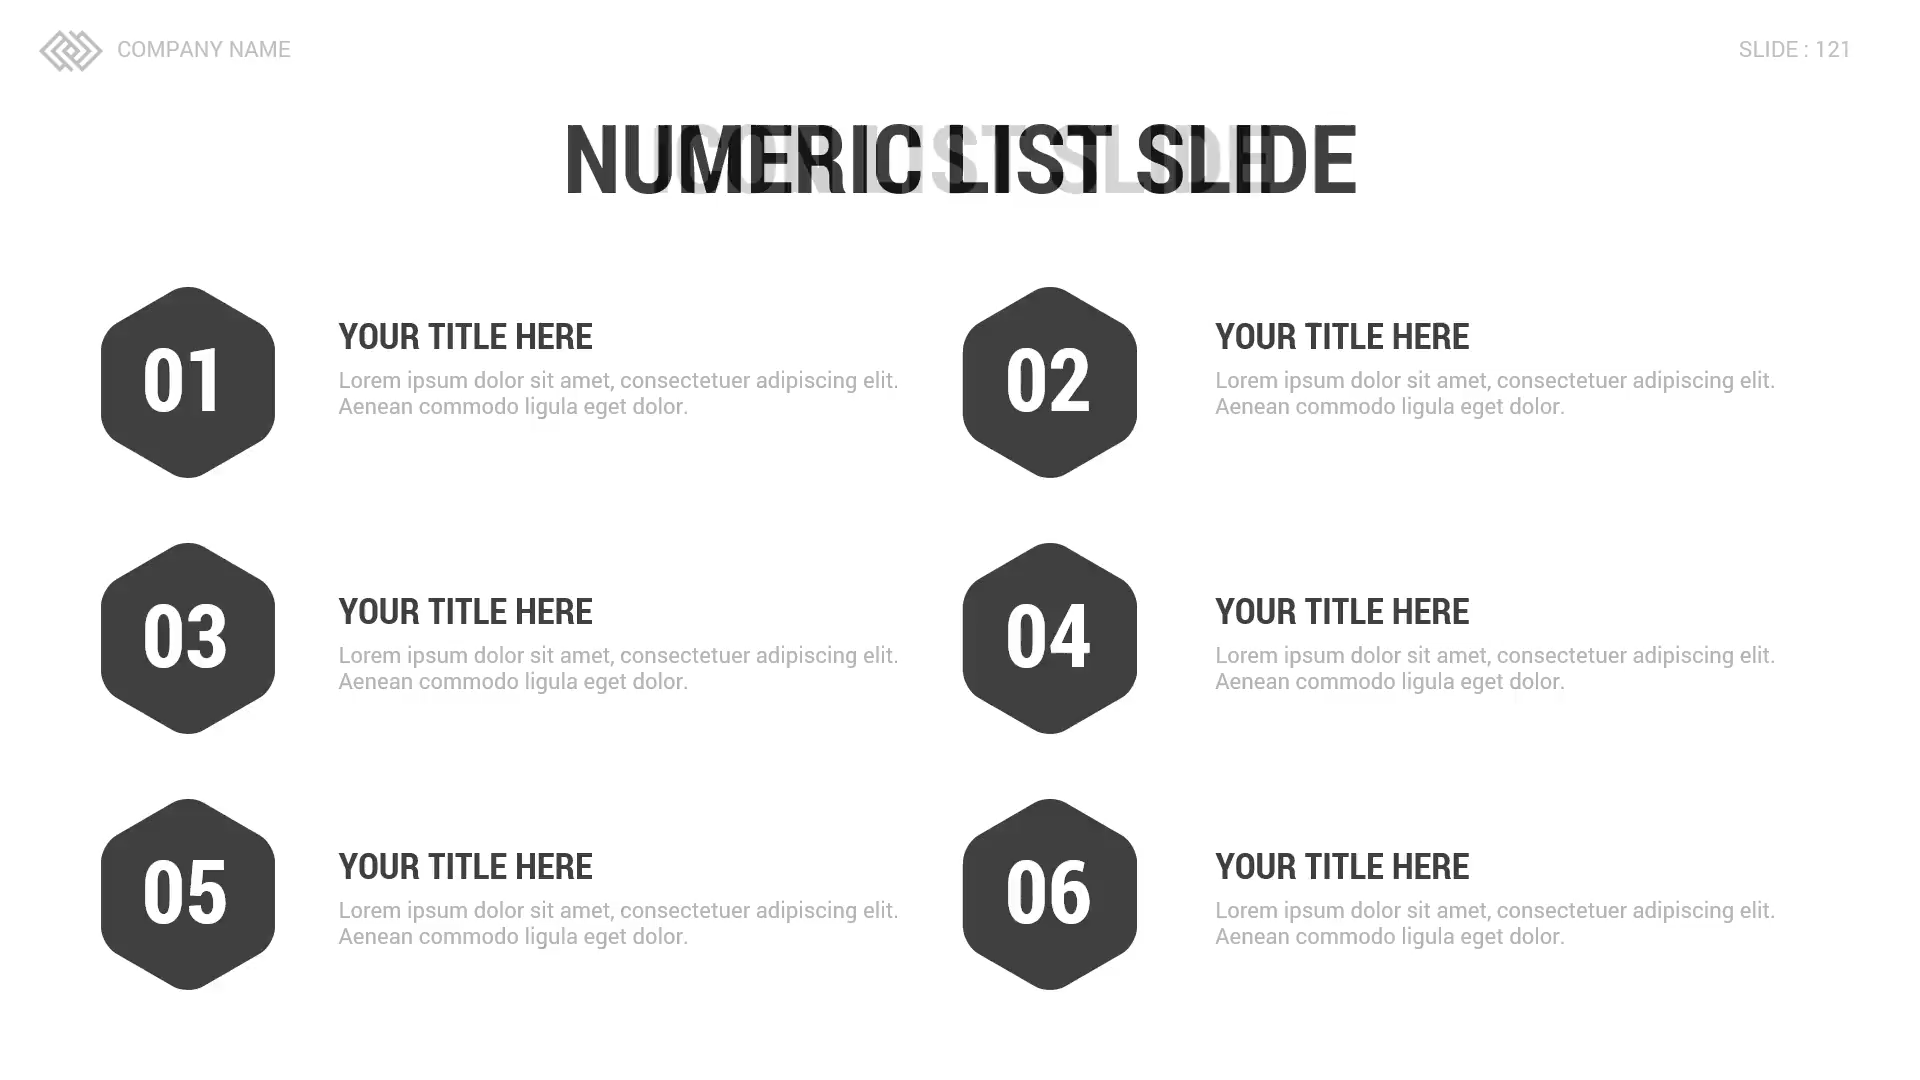 COMPANY NAME
SLIDE : 121
NUMERIC LIST SLIDE
ICON LIST SLIDE
01
YOUR TITLE HERE
Lorem ipsum dolor sit amet, consectetuer adipiscing elit.
Aenean commodo ligula eget dolor.
02
YOUR TITLE HERE
Lorem ipsum dolor sit amet, consectetuer adipiscing elit.
Aenean commodo ligula eget dolor.
03
YOUR TITLE HERE
Lorem ipsum dolor sit amet, consectetuer adipiscing elit.
Aenean commodo ligula eget dolor.
04
YOUR TITLE HERE
Lorem ipsum dolor sit amet, consectetuer adipiscing elit.
Aenean commodo ligula eget dolor.
05
YOUR TITLE HERE
Lorem ipsum dolor sit amet, consectetuer adipiscing elit.
Aenean commodo ligula eget dolor.
06
YOUR TITLE HERE
Lorem ipsum dolor sit amet, consectetuer adipiscing elit.
Aenean commodo ligula eget dolor.